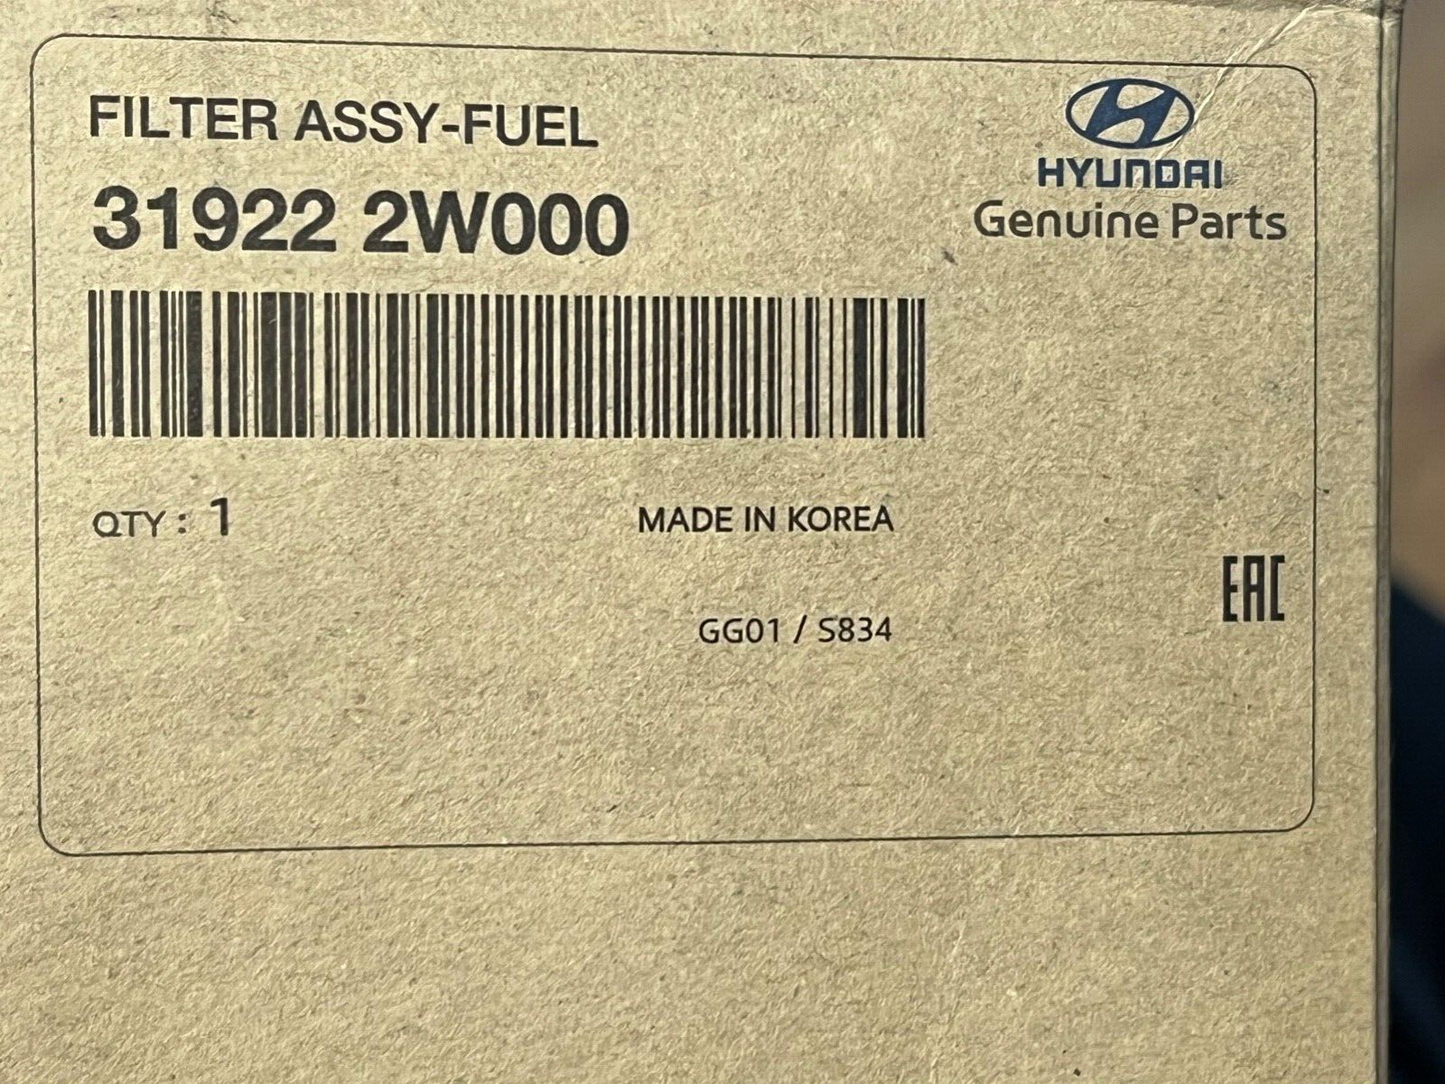 FILTER ASSY-FUEL
31922 2W000
HYUNDAI
Genuine Parts
QTY : 1
MADE IN KOREA
EAC
GG01 / S834